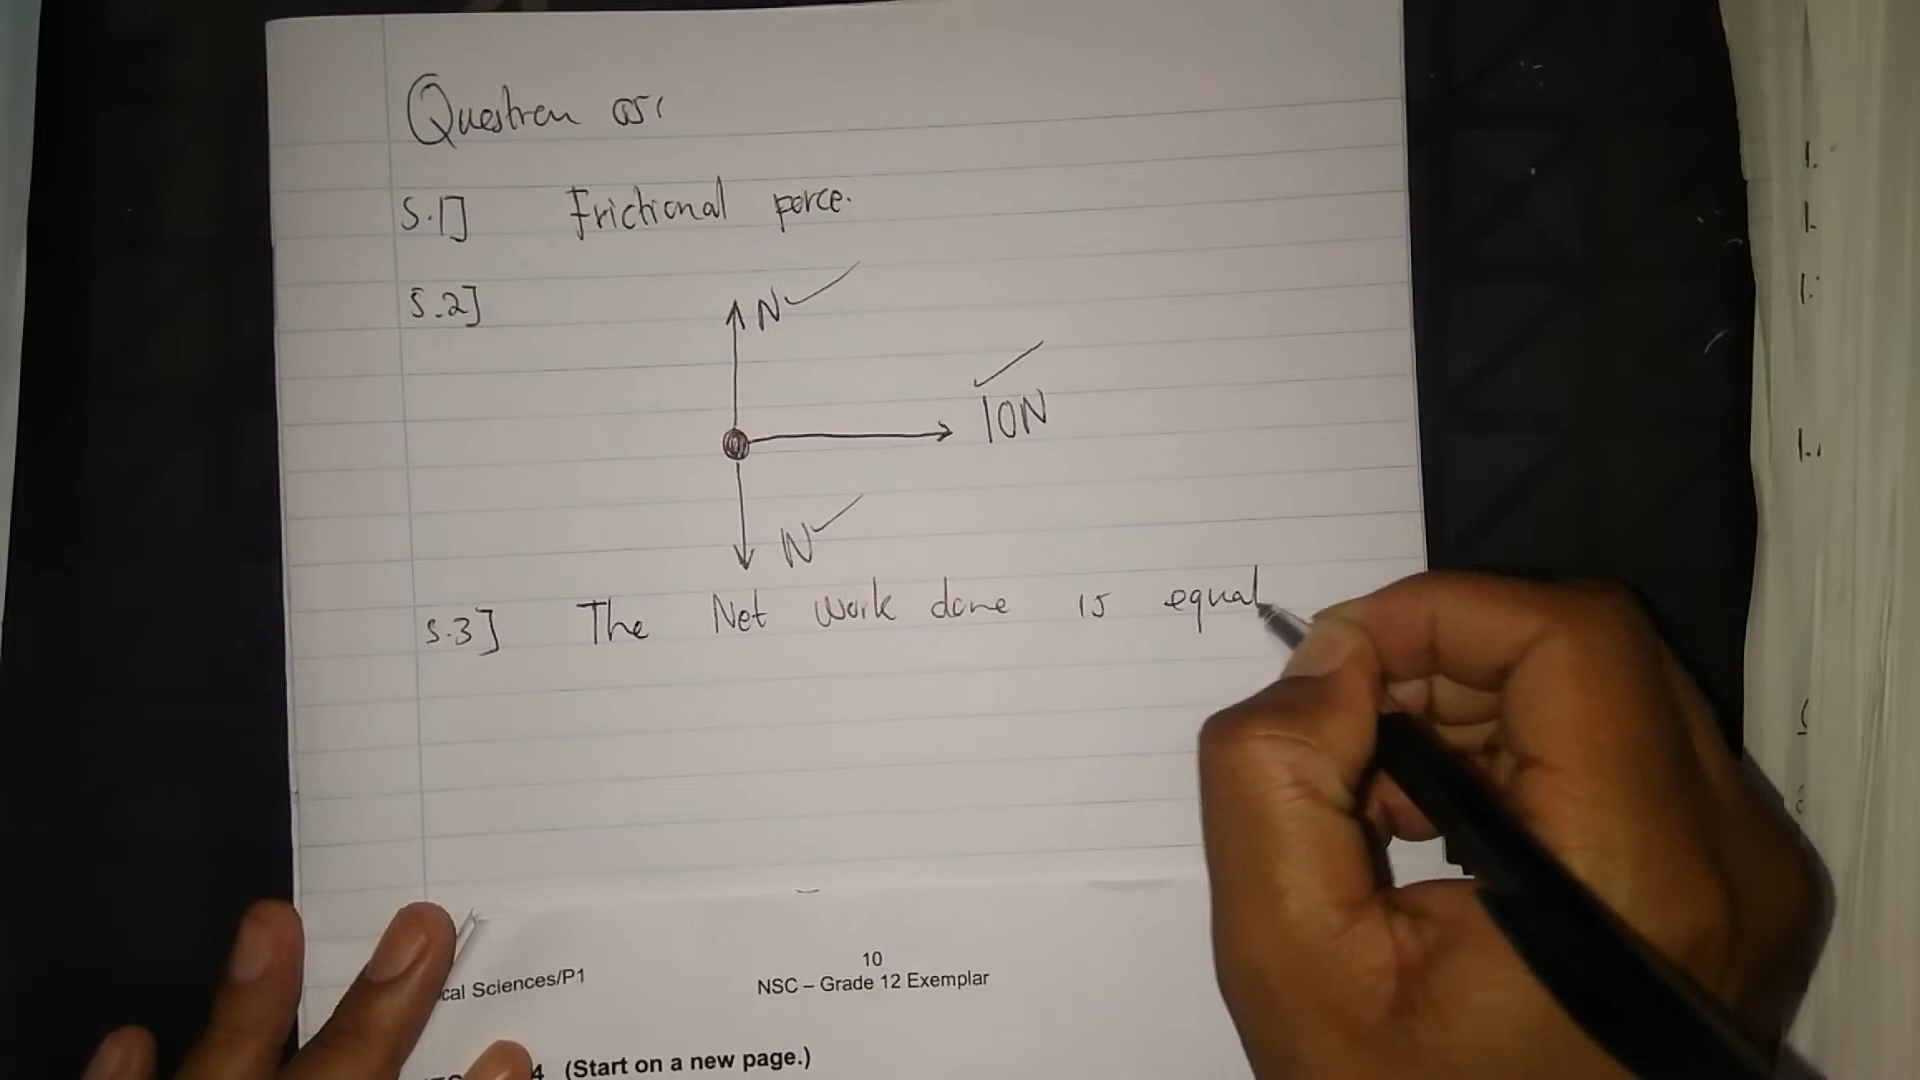 Question 05:
5.1] Frictional force.
5.2]
N
10N
N
5.3] The Net work done is equal
10
cal Sciences/P1
NSC – Grade 12 Exemplar
4 (Start on a new page.)